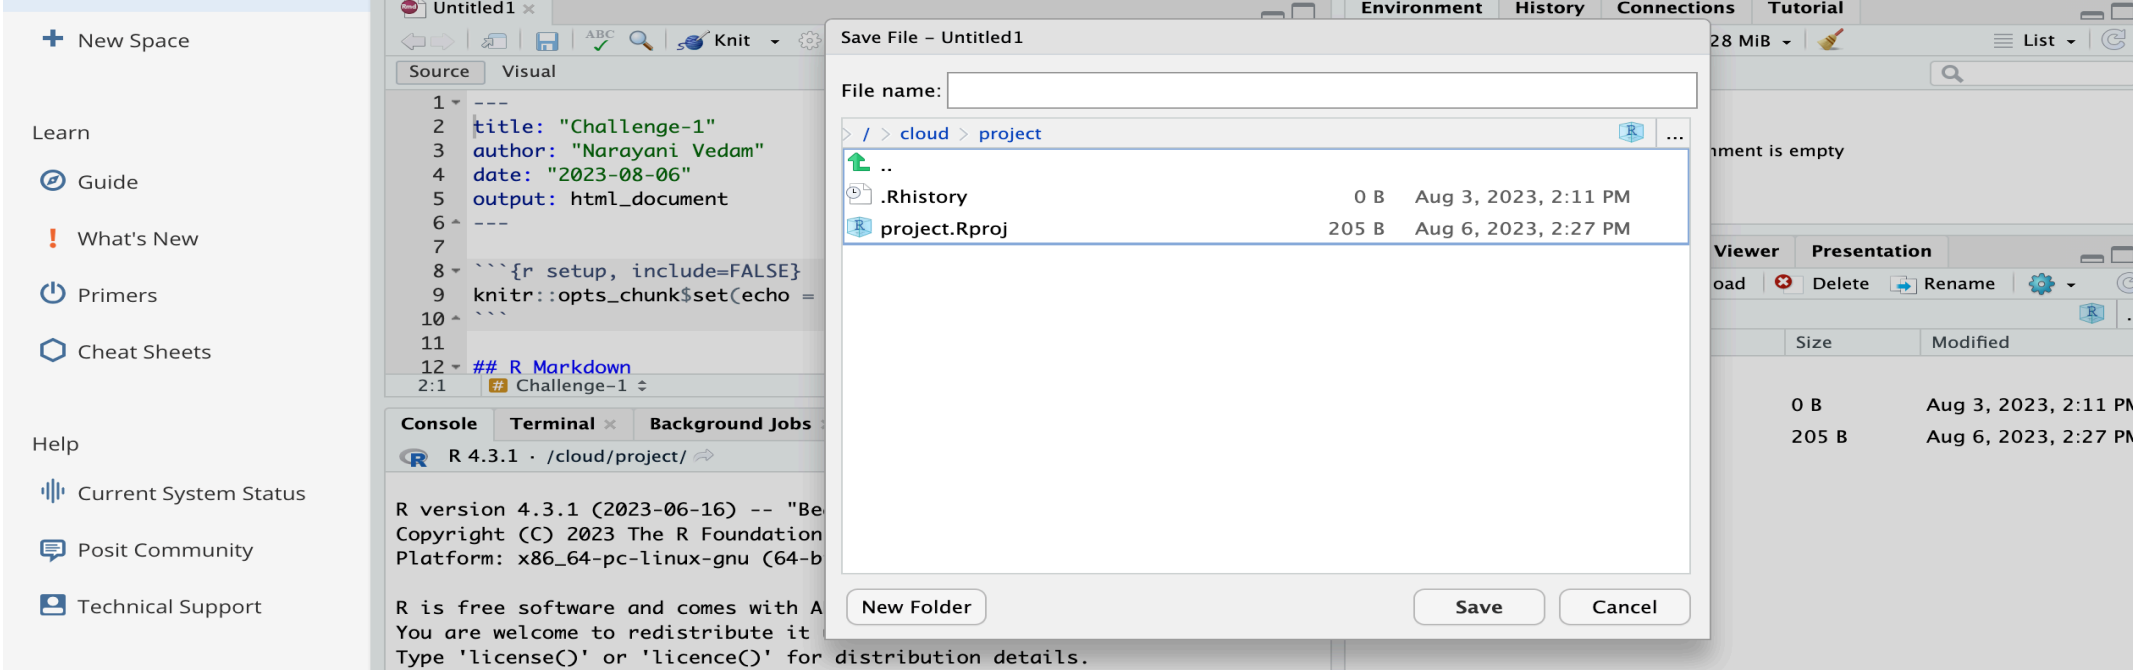 New Space
Learn
Guide
What's New
Primers
Cheat Sheets
Help
Current System Status
Posit Community
Technical Support
Untitled1
ABC
Knit
Source
Visual
1 ---
2 title: "Challenge-1"
3 author: "Narayani Vedam"
4 date: "2023-08-06"
5 output: html_document
6 ---
7
8 ```{r setup, include=FALSE}
9 knitr::opts_chunk$set(echo =
10 ```
11
12 ## R Markdown
2:1
# Challenge-1
Console
Terminal
Background Jobs
R 4.3.1 · /cloud/project/
R version 4.3.1 (2023-06-16) -- "Be
Copyright (C) 2023 The R Foundation
Platform: x86_64-pc-linux-gnu (64-b
R is free software and comes with A
You are welcome to redistribute it
Type 'license()' or 'licence()' for distribution details.
Save File - Untitled1
File name:
/ > cloud > project
R
...
..
.Rhistory 0 B Aug 3, 2023, 2:11 PM
R project.Rproj 205 B Aug 6, 2023, 2:27 PM
New Folder
Save
Cancel
Environment
History
Connections
Tutorial
28 MiB
List
nment is empty
Viewer
Presentation
oad
Delete
Rename
R
Size
Modified
0 B Aug 3, 2023, 2:11 PM
205 B Aug 6, 2023, 2:27 PM